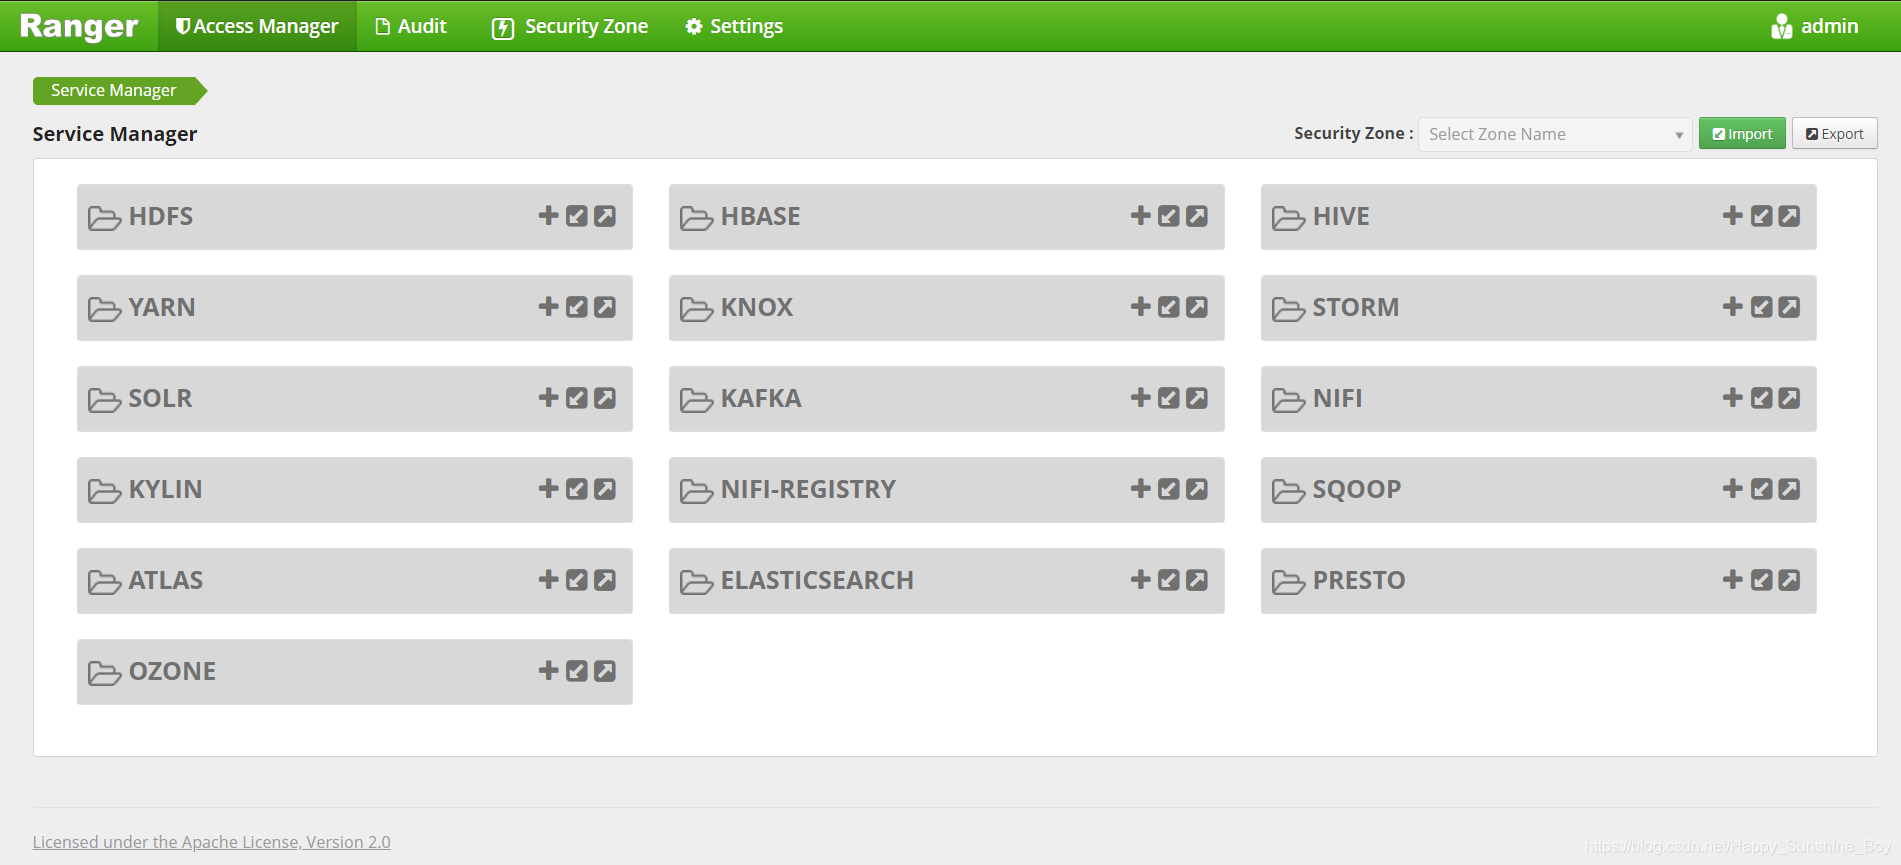 Ranger Access Manager Audit Security Zone Settings admin
Service Manager
Service Manager Security Zone : Select Zone Name Import Export
HDFS HBASE HIVE
YARN KNOX STORM
SOLR KAFKA NIFI
KYLIN NIFI-REGISTRY SQOOP
ATLAS ELASTICSEARCH PRESTO
OZONE
Licensed under the Apache License, Version 2.0
https://blog.csdn.net/Happy_Sunshine_Boy